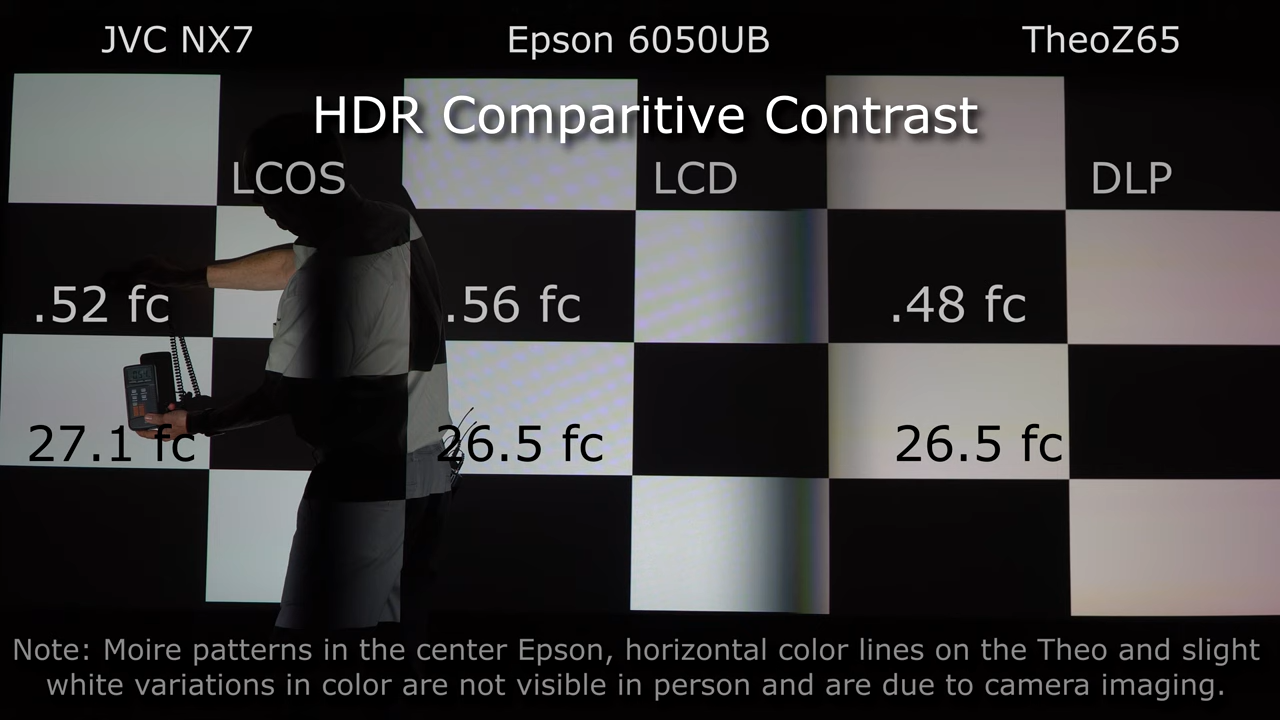 JVC NX7 Epson 6050UB TheoZ65
HDR Comparitive Contrast
LCOS LCD DLP
.52 fc .56 fc .48 fc
27.1 fc 26.5 fc 26.5 fc
Note: Moire patterns in the center Epson, horizontal color lines on the Theo and slight
white variations in color are not visible in person and are due to camera imaging.